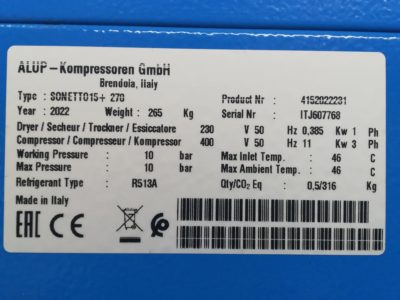 ALUP-Kompressoren GmbH
Brendola, Italy
Type : SONETTO15+ 270 Product Nr : 4152022231
Year : 2022 Weight : 265 Kg Serial Nr : ITJ607768
Dryer / Secheur / Trockner / Essiccatore 230 V 50 Hz 0,385 Kw 1 Ph
Compressor / Compresseur / Kompressor 400 V 50 Hz 11 Kw 3 Ph
Working Pressure : 10 bar Max Inlet Temp. : 46 C
Max Pressure : 10 bar Max Ambient Temp. : 46 C
Refrigerant Type : R513A Qty/CO2 Eq : 0,5/316 Kg
Made in Italy
EAC CE